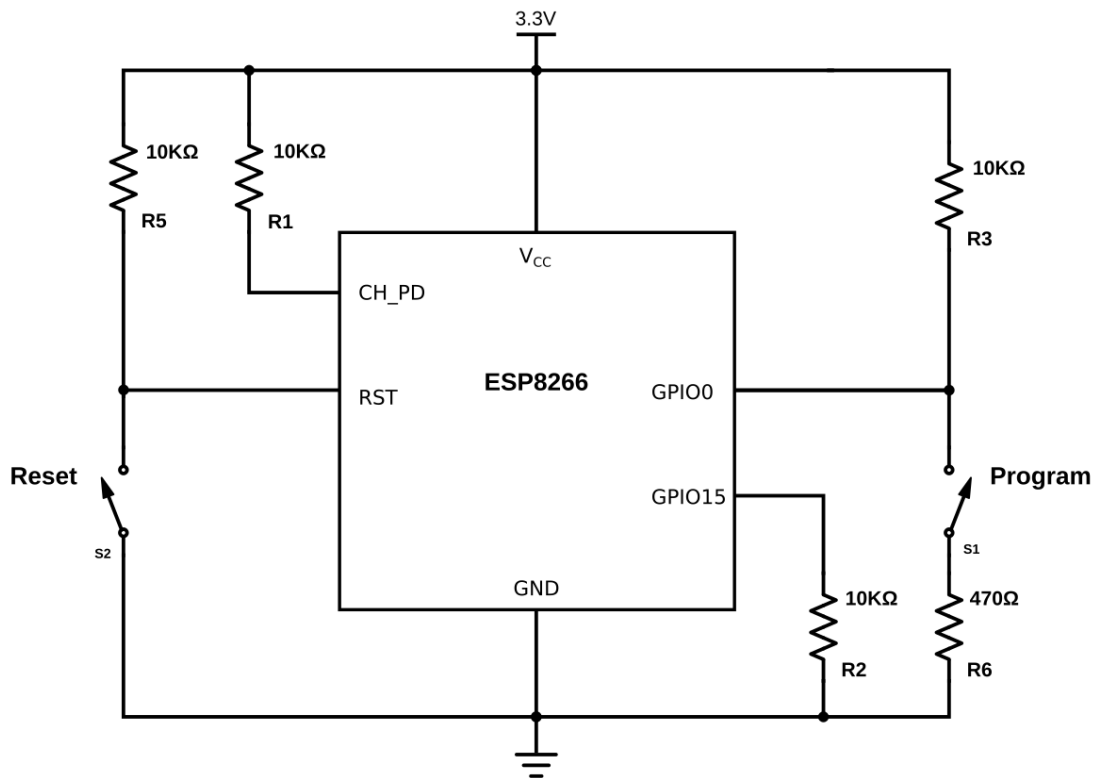 3.3V
10KΩ
10KΩ
10KΩ
R5
R1
R3
VCC
CH_PD
ESP8266
RST
GPIO0
Reset
Program
GPIO15
S2
S1
GND
10KΩ
470Ω
R2
R6